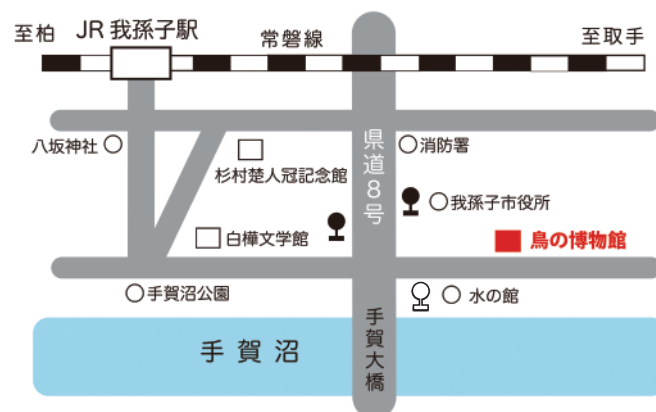 至柏
JR 我孫子駅
常磐線
至取手
八坂神社
杉村楚人冠記念館
県道8号
消防署
我孫子市役所
白樺文学館
鳥の博物館
手賀沼公園
水の館
手賀沼
手賀大橋